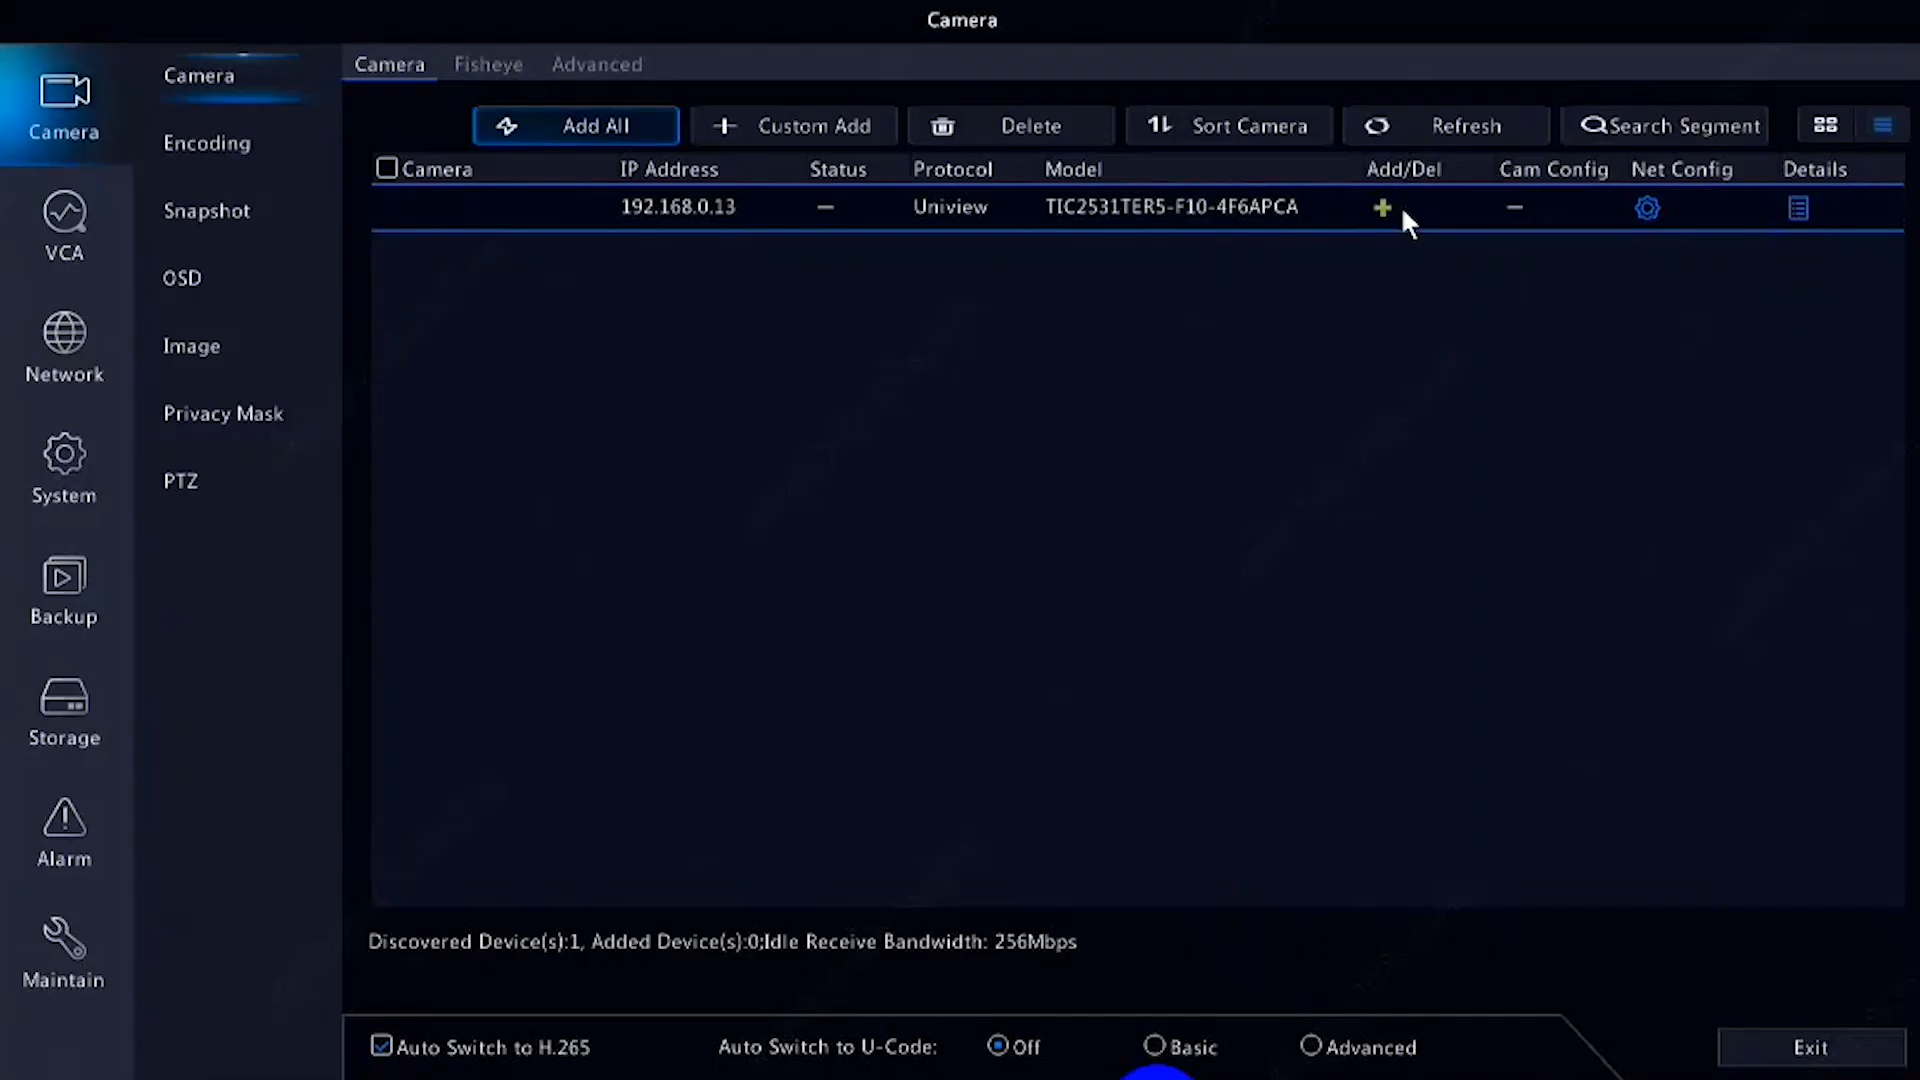 Camera
Camera
VCA
Network
System
Backup
Storage
Alarm
Maintain
Camera
Encoding
Snapshot
OSD
Image
Privacy Mask
PTZ
Camera Fisheye Advanced
Add All Custom Add Delete Sort Camera Refresh Search Segment
Camera IP Address Status Protocol Model Add/Del Cam Config Net Config Details
192.168.0.13 — Uniview TIC2531TER5-F10-4F6APCA —
Discovered Device(s):1, Added Device(s):0;Idle Receive Bandwidth: 256Mbps
Auto Switch to H.265 Auto Switch to U-Code: Off Basic Advanced Exit